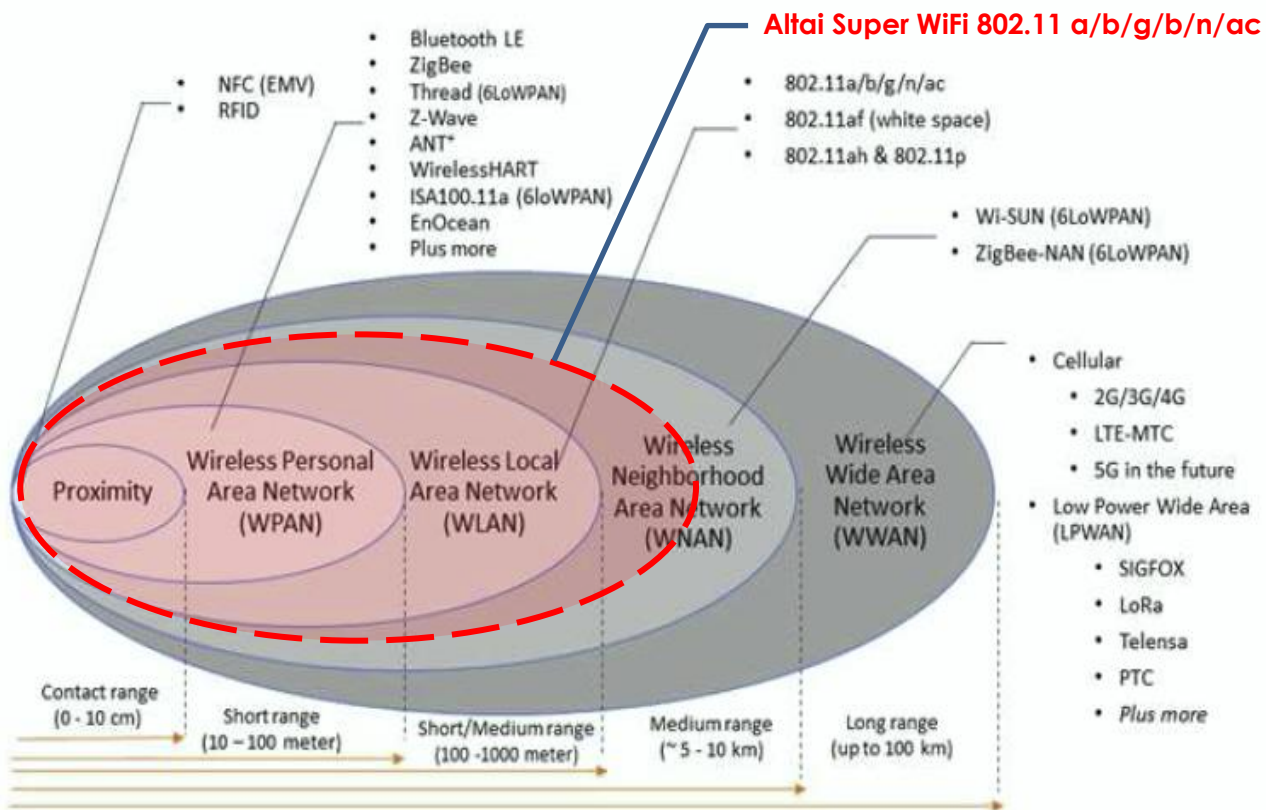 Altai Super WiFi 802.11 a/b/g/b/n/ac
• NFC (EMV)
• RFID
• Bluetooth LE
• ZigBee
• Thread (6LoWPAN)
• Z-Wave
• ANT⁺
• WirelessHART
• ISA100.11a (6loWPAN)
• EnOcean
• Plus more
• 802.11a/b/g/n/ac
• 802.11af (white space)
• 802.11ah & 802.11p
• Wi-SUN (6LoWPAN)
• ZigBee-NAN (6LoWPAN)
• Cellular
• 2G/3G/4G
• LTE-MTC
• 5G in the future
• Low Power Wide Area
(LPWAN)
• SIGFOX
• LoRa
• Telensa
• PTC
• Plus more
Proximity
Wireless Personal
Area Network
(WPAN)
Wireless Local
Area Network
(WLAN)
Wireless
Neighborhood
Area Network
(WNAN)
Wireless
Wide Area
Network
(WWAN)
Contact range
(0 - 10 cm)
Short range
(10 – 100 meter)
Short/Medium range
(100 -1000 meter)
Medium range
(~ 5 - 10 km)
Long range
(up to 100 km)